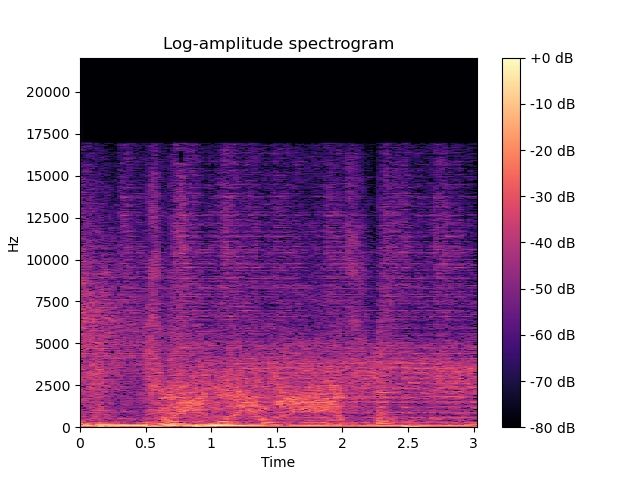 Log-amplitude spectrogram
Hz
20000
17500
15000
12500
10000
7500
5000
2500
0
0 0.5 1 1.5 2 2.5 3
Time
+0 dB
-10 dB
-20 dB
-30 dB
-40 dB
-50 dB
-60 dB
-70 dB
-80 dB